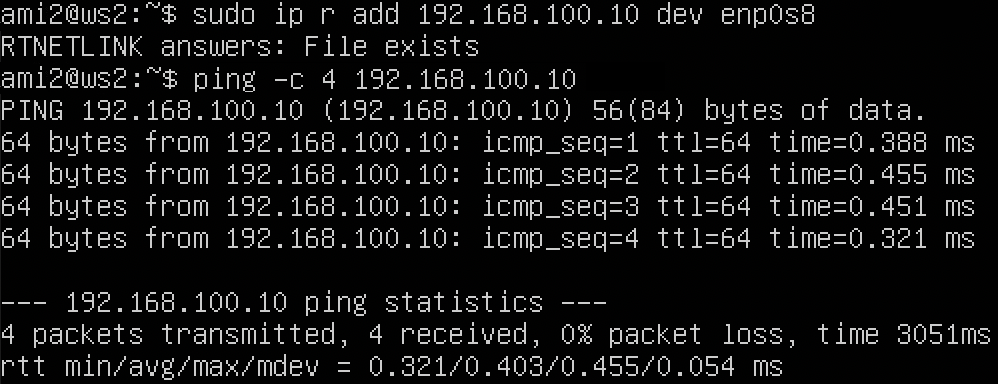 ami2@ws2:~$ sudo ip r add 192.168.100.10 dev enp0s8
RTNETLINK answers: File exists
ami2@ws2:~$ ping -c 4 192.168.100.10
PING 192.168.100.10 (192.168.100.10) 56(84) bytes of data.
64 bytes from 192.168.100.10: icmp_seq=1 ttl=64 time=0.388 ms
64 bytes from 192.168.100.10: icmp_seq=2 ttl=64 time=0.455 ms
64 bytes from 192.168.100.10: icmp_seq=3 ttl=64 time=0.451 ms
64 bytes from 192.168.100.10: icmp_seq=4 ttl=64 time=0.321 ms
--- 192.168.100.10 ping statistics ---
4 packets transmitted, 4 received, 0% packet loss, time 3051ms
rtt min/avg/max/mdev = 0.321/0.403/0.455/0.054 ms